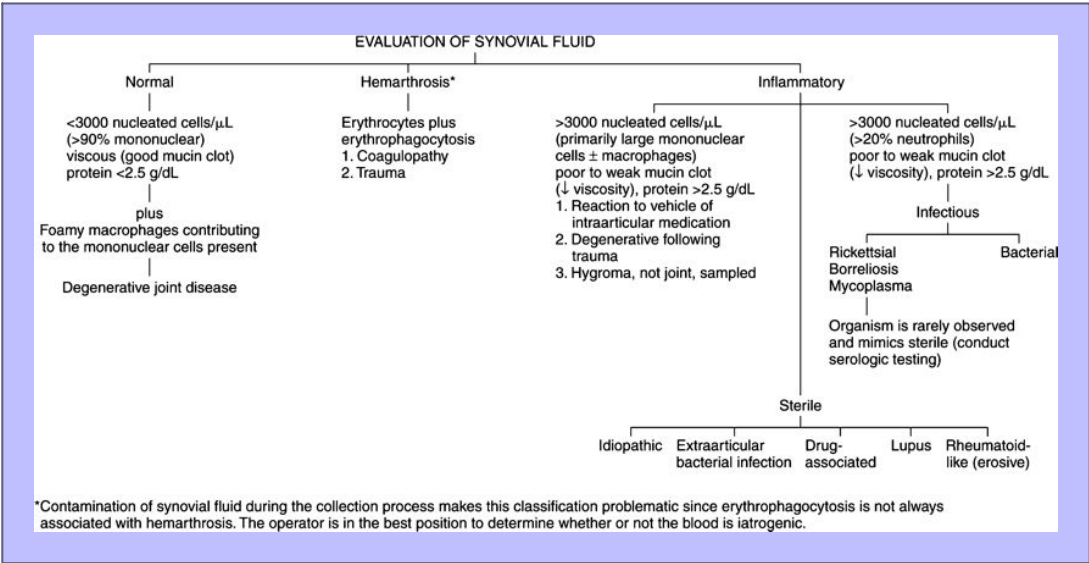 EVALUATION OF SYNOVIAL FLUID
Normal
<3000 nucleated cells/μL
(>90% mononuclear)
viscous (good mucin clot)
protein <2.5 g/dL
plus
Foamy macrophages contributing
to the mononuclear cells present
Degenerative joint disease
Hemarthrosis*
Erythrocytes plus
erythrophagocytosis
1. Coagulopathy
2. Trauma
Inflammatory
>3000 nucleated cells/μL
(primarily large mononuclear
cells ± macrophages)
poor to weak mucin clot
(↓ viscosity), protein >2.5 g/dL
1. Reaction to vehicle of
intraarticular medication
2. Degenerative following
trauma
3. Hygroma, not joint, sampled
>3000 nucleated cells/μL
(>20% neutrophils)
poor to weak mucin clot
(↓ viscosity), protein >2.5 g/dL
Infectious
Rickettsial
Borreliosis
Mycoplasma
Organism is rarely observed
and mimics sterile (conduct
serologic testing)
Bacterial
Sterile
Idiopathic
Extraarticular
bacterial infection
Drug-
associated
Lupus
Rheumatoid-
like (erosive)
*Contamination of synovial fluid during the collection process makes this classification problematic since erythrophagocytosis is not always
associated with hemarthrosis. The operator is in the best position to determine whether or not the blood is iatrogenic.